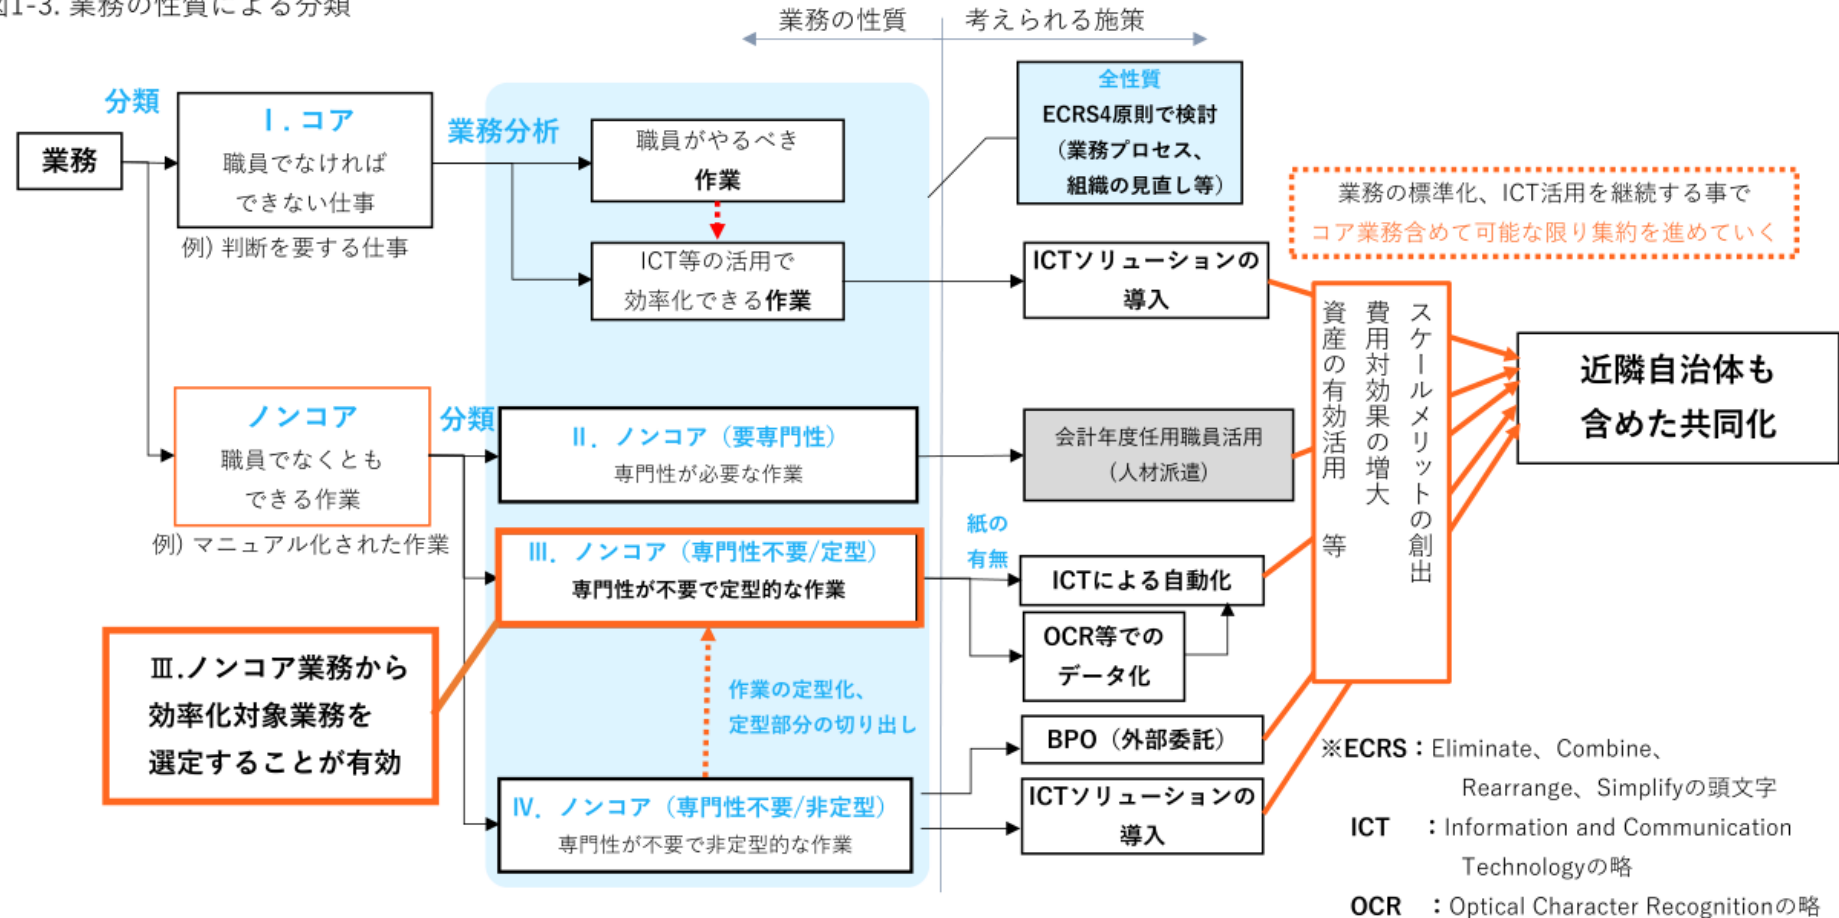 図1-3. 業務の性質による分類
業務の性質
考えられる施策
分類
業務
Ⅰ. コア
職員でなければ
できない仕事
例) 判断を要する仕事
業務分析
職員がやるべき
作業
ICT等の活用で
効率化できる作業
全性質
ECRS4原則で検討
（業務プロセス、
組織の見直し等）
ICTソリューションの
導入
業務の標準化、ICT活用を継続する事で
コア業務含めて可能な限り集約を進めていく
スケールメリットの創出
費用対効果の増大
資産の有効活用 等
近隣自治体も
含めた共同化
ノンコア
職員でなくとも
できる作業
例) マニュアル化された作業
分類
Ⅱ. ノンコア（要専門性）
専門性が必要な作業
会計年度任用職員活用
（人材派遣）
Ⅲ. ノンコア（専門性不要/定型）
専門性が不要で定型的な作業
紙の
有無
ICTによる自動化
OCR等での
データ化
Ⅲ.ノンコア業務から
効率化対象業務を
選定することが有効
作業の定型化、
定型部分の切り出し
Ⅳ. ノンコア（専門性不要/非定型）
専門性が不要で非定型的な作業
BPO（外部委託）
ICTソリューションの
導入
※ECRS：Eliminate、Combine、
Rearrange、Simplifyの頭文字
ICT ：Information and Communication
Technologyの略
OCR ：Optical Character Recognitionの略